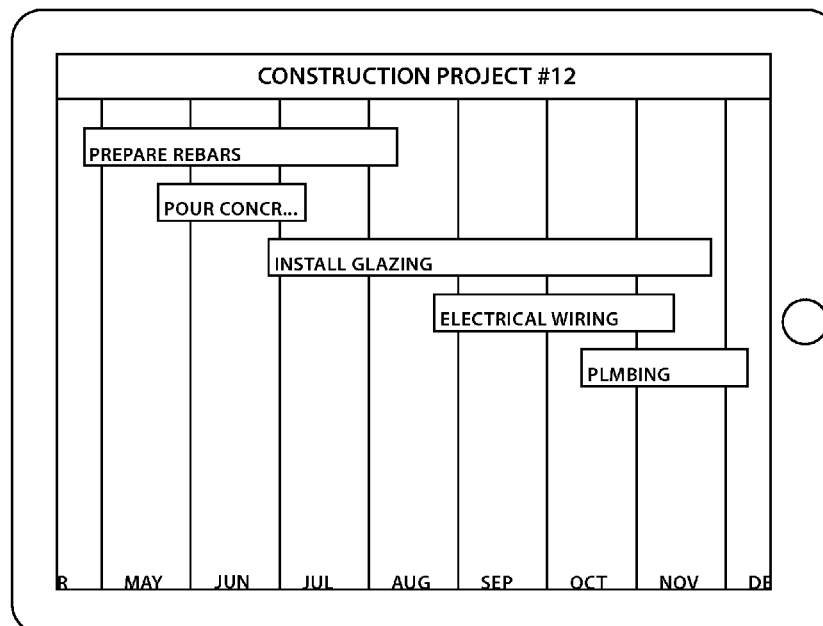 CONSTRUCTION PROJECT #12
PREPARE REBARS
POUR CONCR...
INSTALL GLAZING
ELECTRICAL WIRING
PLMBING
R MAY JUN JUL AUG SEP OCT NOV DE